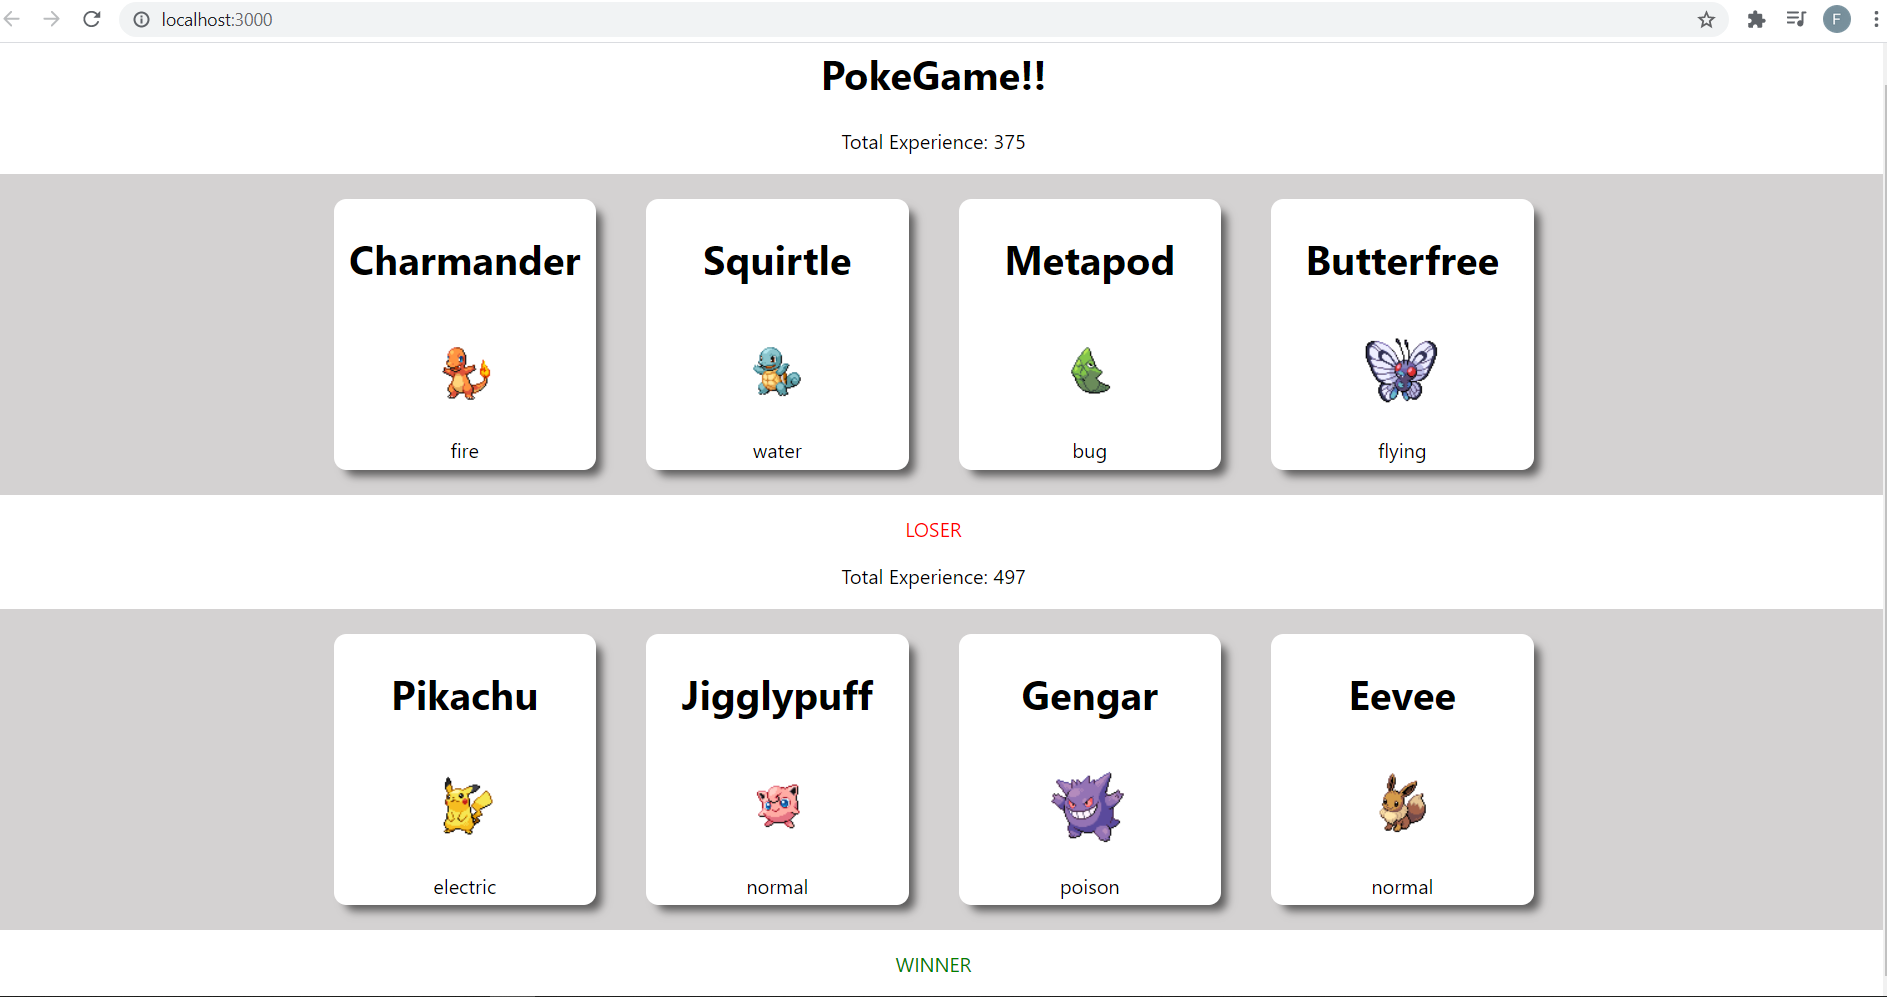 localhost:3000
F
PokeGame!!
Total Experience: 375
Charmander Squirtle Metapod Butterfree
fire water bug flying
LOSER
Total Experience: 497
Pikachu Jigglypuff Gengar Eevee
electric normal poison normal
WINNER